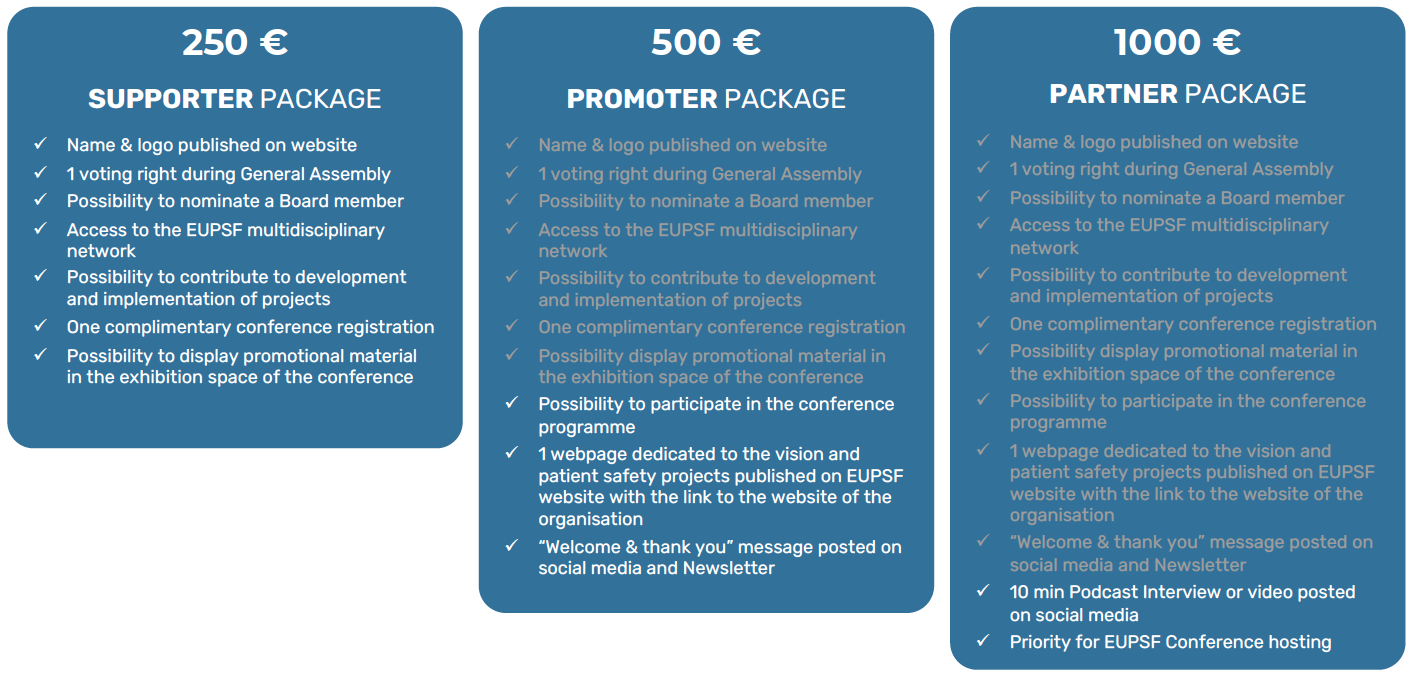 250 €
SUPPORTER PACKAGE
✓ Name & logo published on website
✓ 1 voting right during General Assembly
✓ Possibility to nominate a Board member
✓ Access to the EUPSF multidisciplinary
network
✓ Possibility to contribute to development
and implementation of projects
✓ One complimentary conference registration
✓ Possibility to display promotional material
in the exhibition space of the conference
500 €
PROMOTER PACKAGE
✓ Name & logo published on website
✓ 1 voting right during General Assembly
✓ Possibility to nominate a Board member
✓ Access to the EUPSF multidisciplinary
network
✓ Possibility to contribute to development
and implementation of projects
✓ One complimentary conference registration
✓ Possibility display promotional material in
the exhibition space of the conference
✓ Possibility to participate in the conference
programme
✓ 1 webpage dedicated to the vision and
patient safety projects published on EUPSF
website with the link to the website of the
organisation
✓ “Welcome & thank you” message posted on
social media and Newsletter
1000 €
PARTNER PACKAGE
✓ Name & logo published on website
✓ 1 voting right during General Assembly
✓ Possibility to nominate a Board member
✓ Access to the EUPSF multidisciplinary
network
✓ Possibility to contribute to development
and implementation of projects
✓ One complimentary conference registration
✓ Possibility display promotional material in
the exhibition space of the conference
✓ Possibility to participate in the conference
programme
✓ 1 webpage dedicated to the vision and
patient safety projects published on EUPSF
website with the link to the website of the
organisation
✓ “Welcome & thank you” message posted on
social media and Newsletter
✓ 10 min Podcast Interview or video posted
on social media
✓ Priority for EUPSF Conference hosting